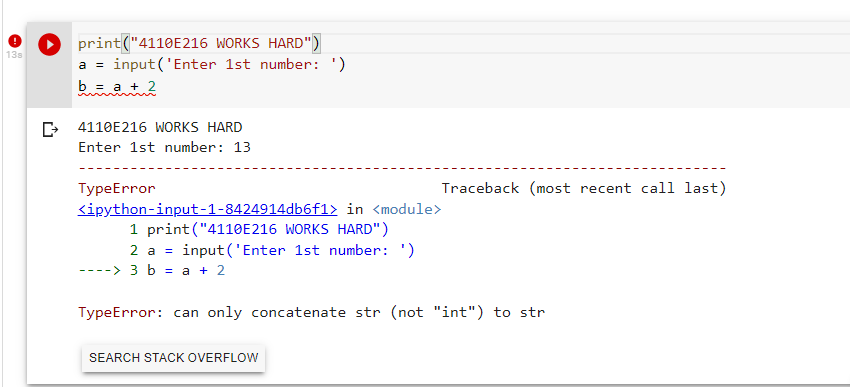 13s
print("4110E216 WORKS HARD")
a = input('Enter 1st number: ')
b = a + 2
4110E216 WORKS HARD
Enter 1st number: 13
---------------------------------------------------------------------------
TypeError                                 Traceback (most recent call last)
<ipython-input-1-8424914db6f1> in <module>
      1 print("4110E216 WORKS HARD")
      2 a = input('Enter 1st number: ')
----> 3 b = a + 2
TypeError: can only concatenate str (not "int") to str
SEARCH STACK OVERFLOW